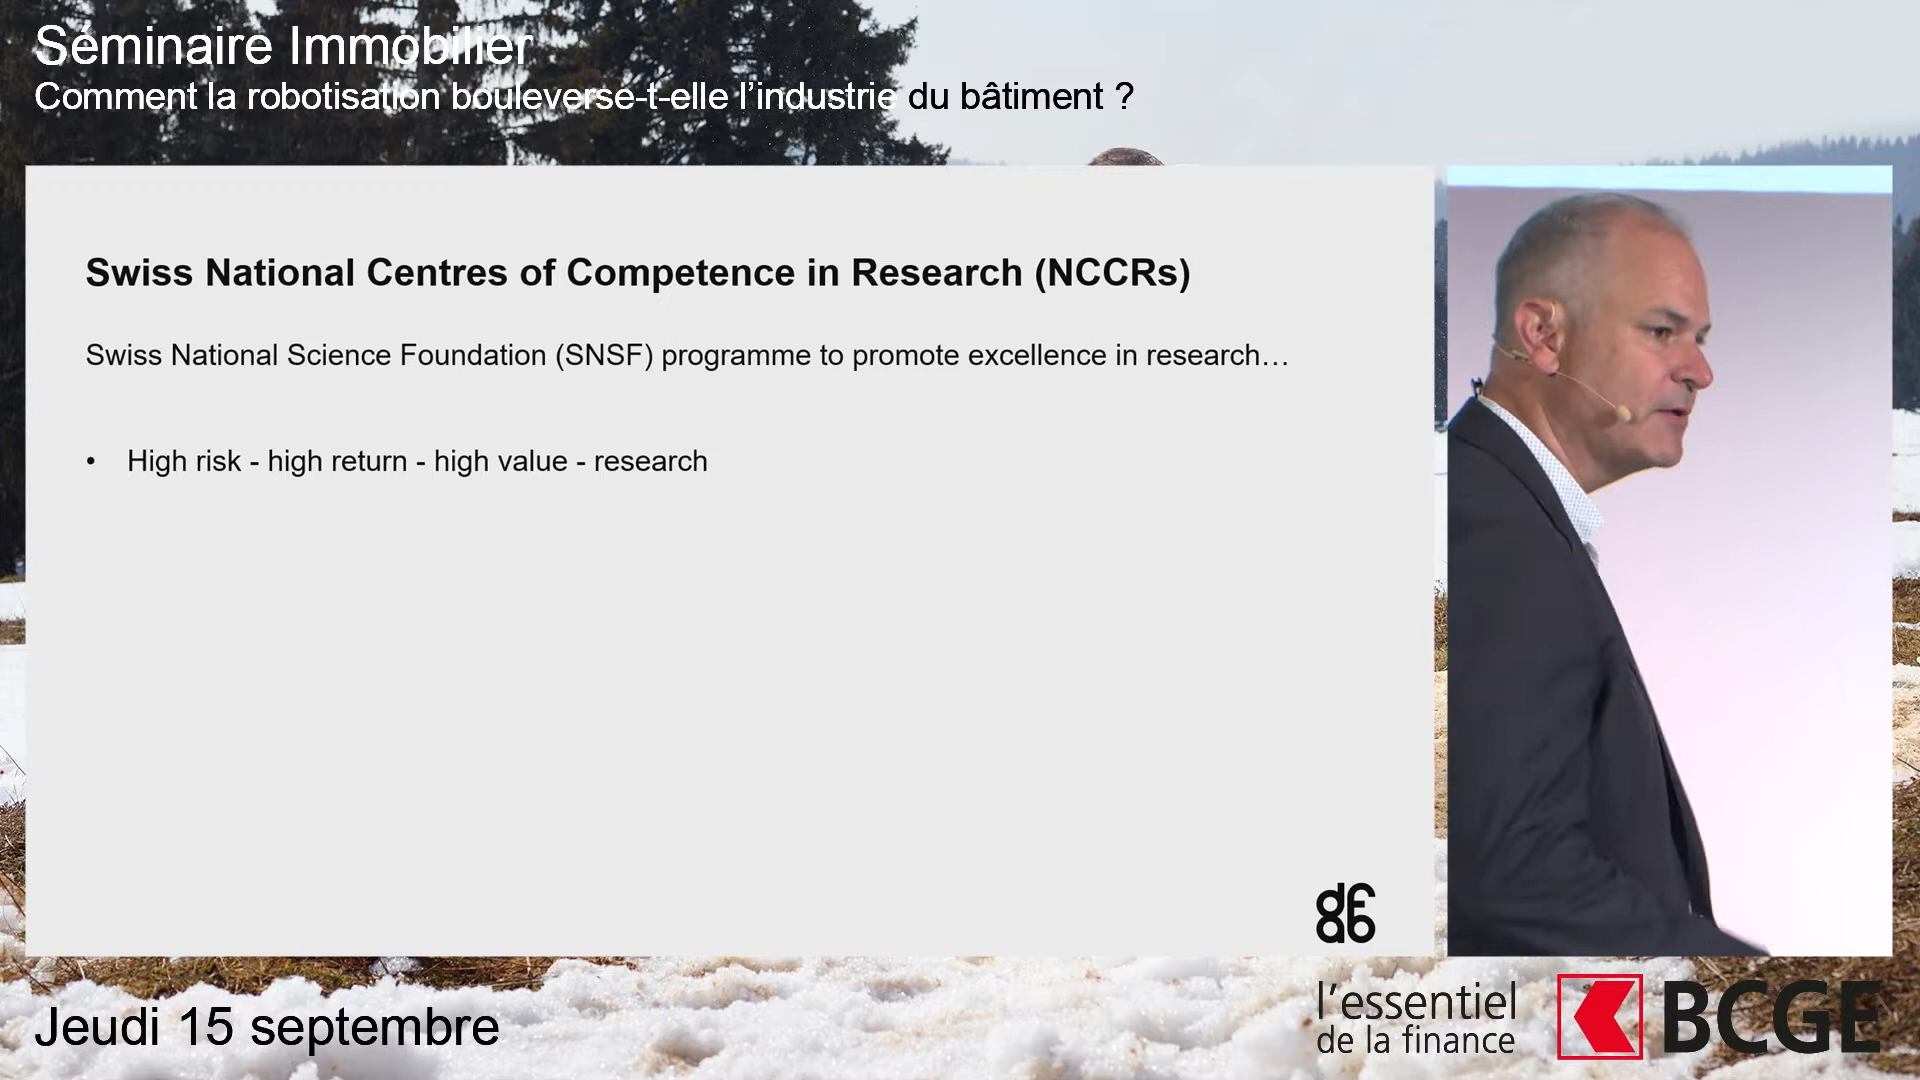 Séminaire Immobilier
Comment la robotisation bouleverse-t-elle l’industrie du bâtiment ?
Swiss National Centres of Competence in Research (NCCRs)
Swiss National Science Foundation (SNSF) programme to promote excellence in research…
• High risk - high return - high value - research
dfab
Jeudi 15 septembre
l’essentiel
de la finance
BCGE